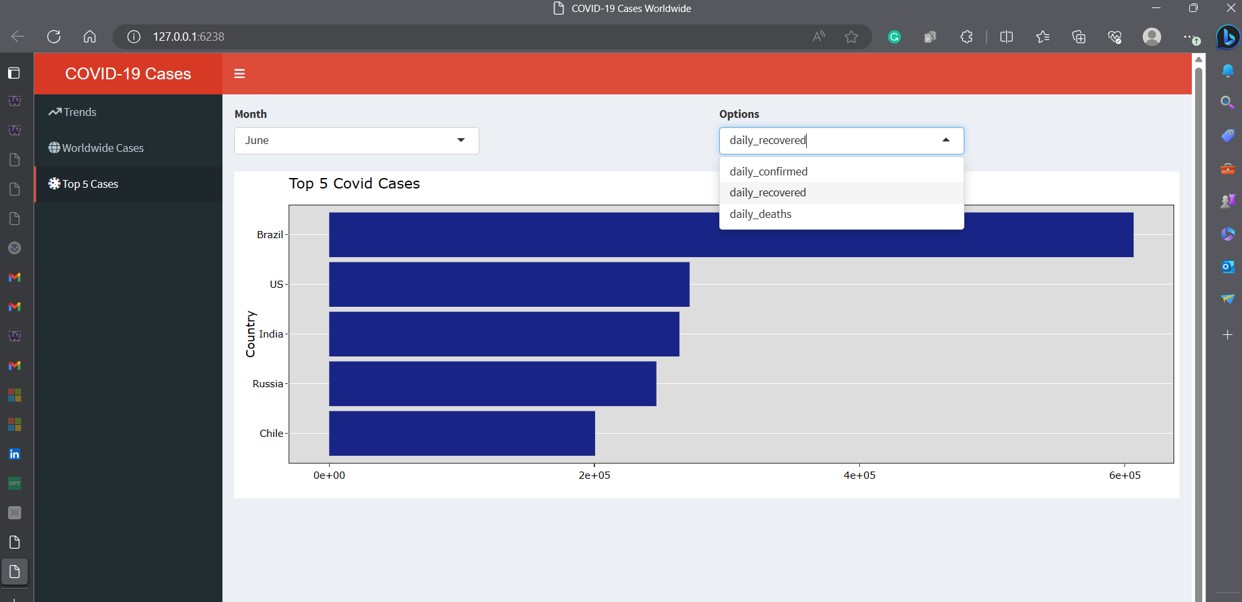 COVID-19 Cases Worldwide
127.0.0.1:6238
COVID-19 Cases
Trends
Worldwide Cases
Top 5 Cases
Month
June
Options
daily_recovered
daily_confirmed
daily_recovered
daily_deaths
Top 5 Covid Cases
Country
Brazil
US
India
Russia
Chile
0e+00
2e+05
4e+05
6e+05